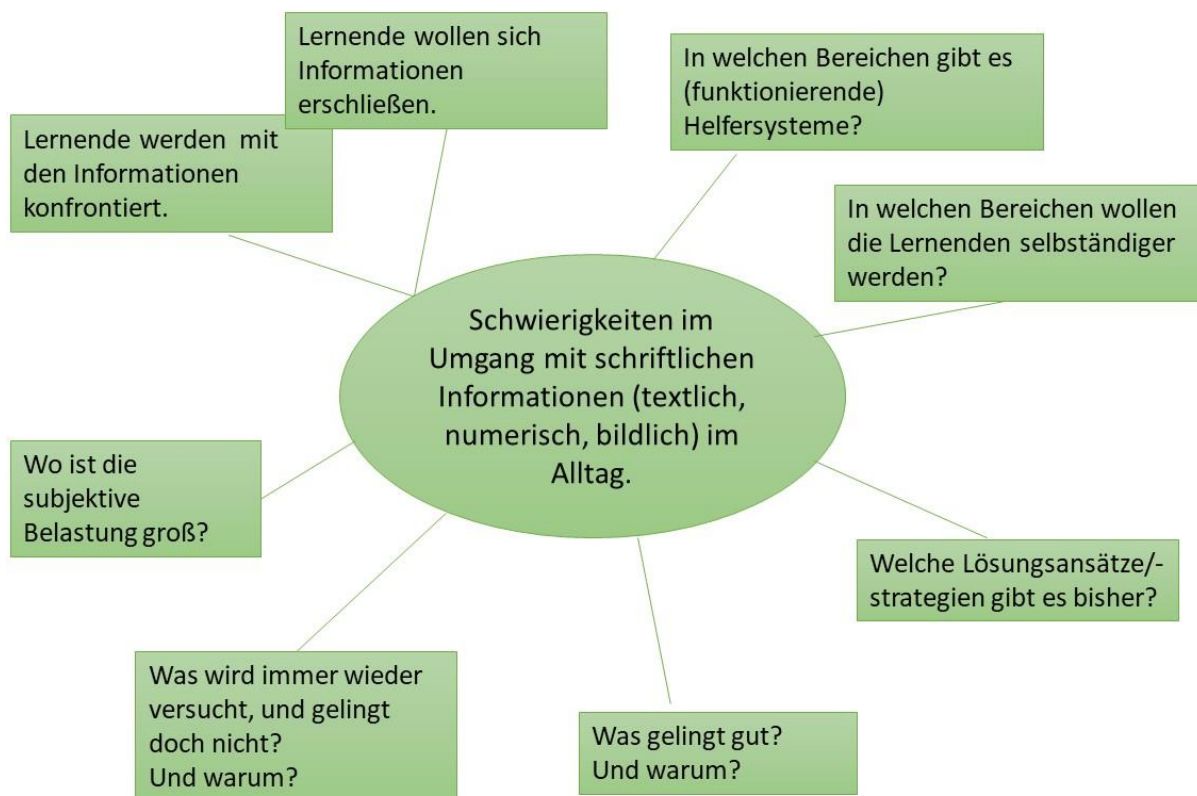 Lernende wollen sich
Informationen
erschließen.
In welchen Bereichen gibt es
(funktionierende)
Helfersysteme?
Lernende werden mit
den Informationen
konfrontiert.
In welchen Bereichen wollen
die Lernenden selbständiger
werden?
Schwierigkeiten im
Umgang mit schriftlichen
Informationen (textlich,
numerisch, bildlich) im
Alltag.
Wo ist die
subjektive
Belastung groß?
Welche Lösungsansätze/-
strategien gibt es bisher?
Was wird immer wieder
versucht, und gelingt
doch nicht?
Und warum?
Was gelingt gut?
Und warum?